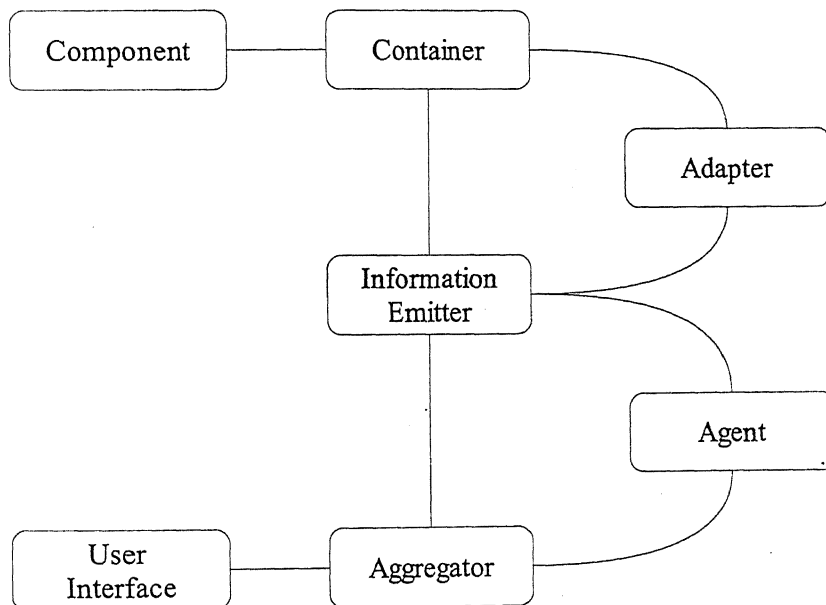 Component
Container
Adapter
Information
Emitter
Agent
User
Interface
Aggregator